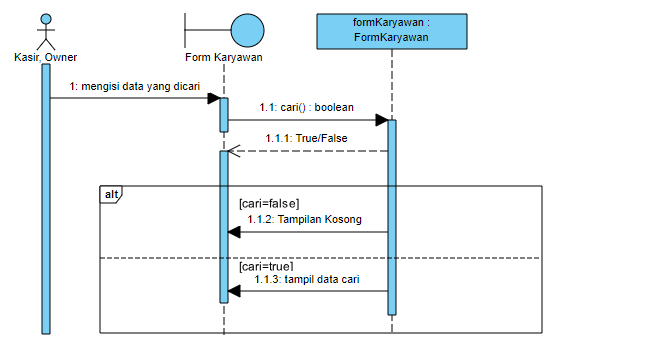 formKaryawan :
FormKaryawan
Kasir, Owner
Form Karyawan
1: mengisi data yang dicari
1.1: cari() : boolean
1.1.1: True/False
alt
[cari=false]
1.1.2: Tampilan Kosong
[cari=true]
1.1.3: tampil data cari